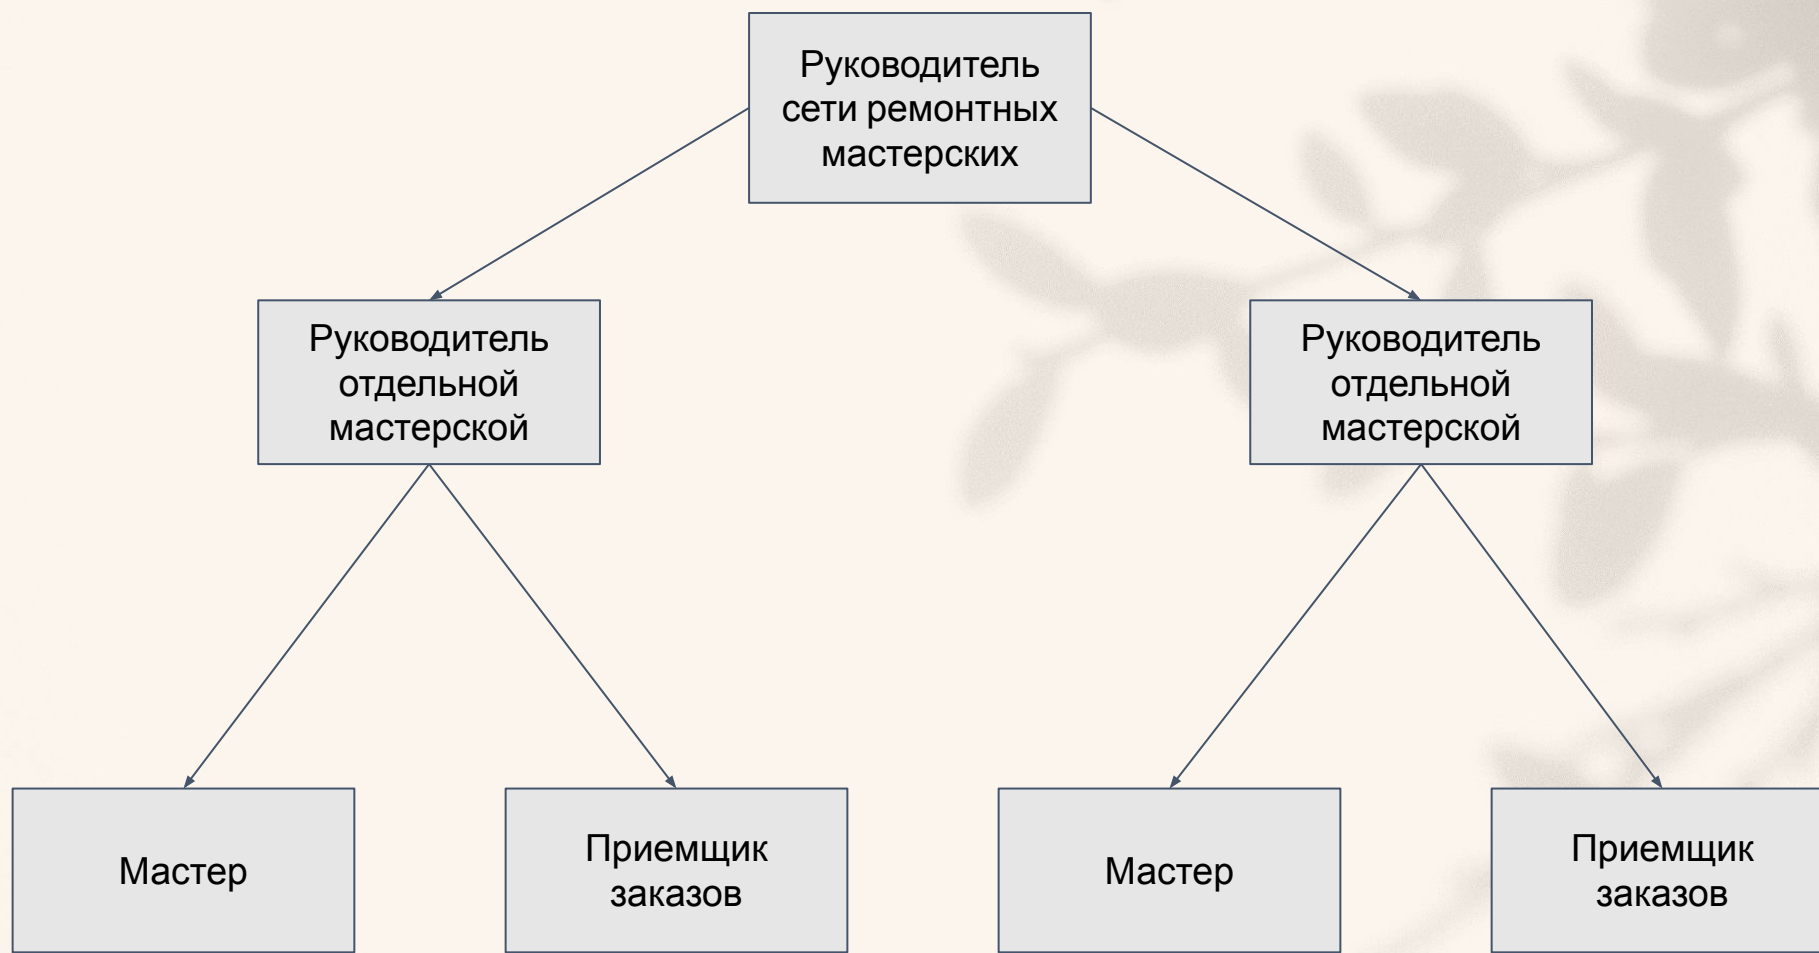 Руководитель
сети ремонтных
мастерских
Руководитель
отдельной
мастерской
Руководитель
отдельной
мастерской
Мастер
Приемщик
заказов
Мастер
Приемщик
заказов